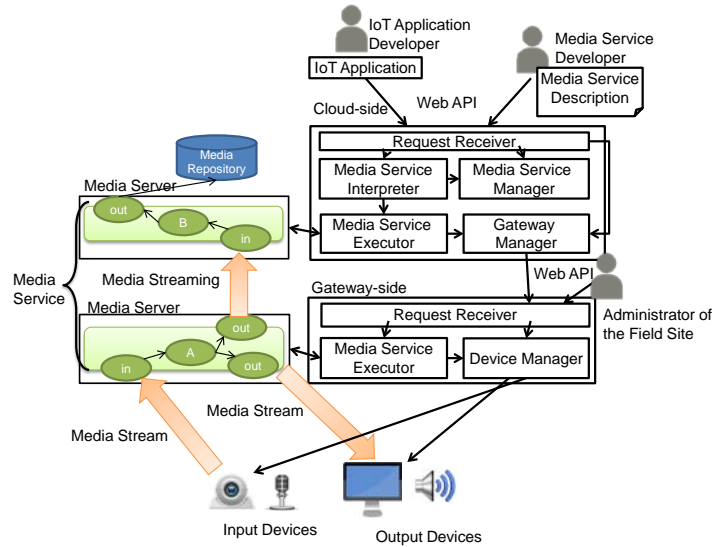 IoT Application
Developer
IoT Application
Media Service
Developer
Media Service
Description
Cloud-side
Web API
Request Receiver
Media Service
Interpreter
Media Service
Manager
Media Service
Executor
Gateway
Manager
Media
Repository
Media Server
out
B
in
Media
Service
Media Streaming
Media Server
out
A
in
out
Gateway-side
Web API
Request Receiver
Media Service
Executor
Device Manager
Administrator of
the Field Site
Media Stream
Media Stream
Input Devices
Output Devices